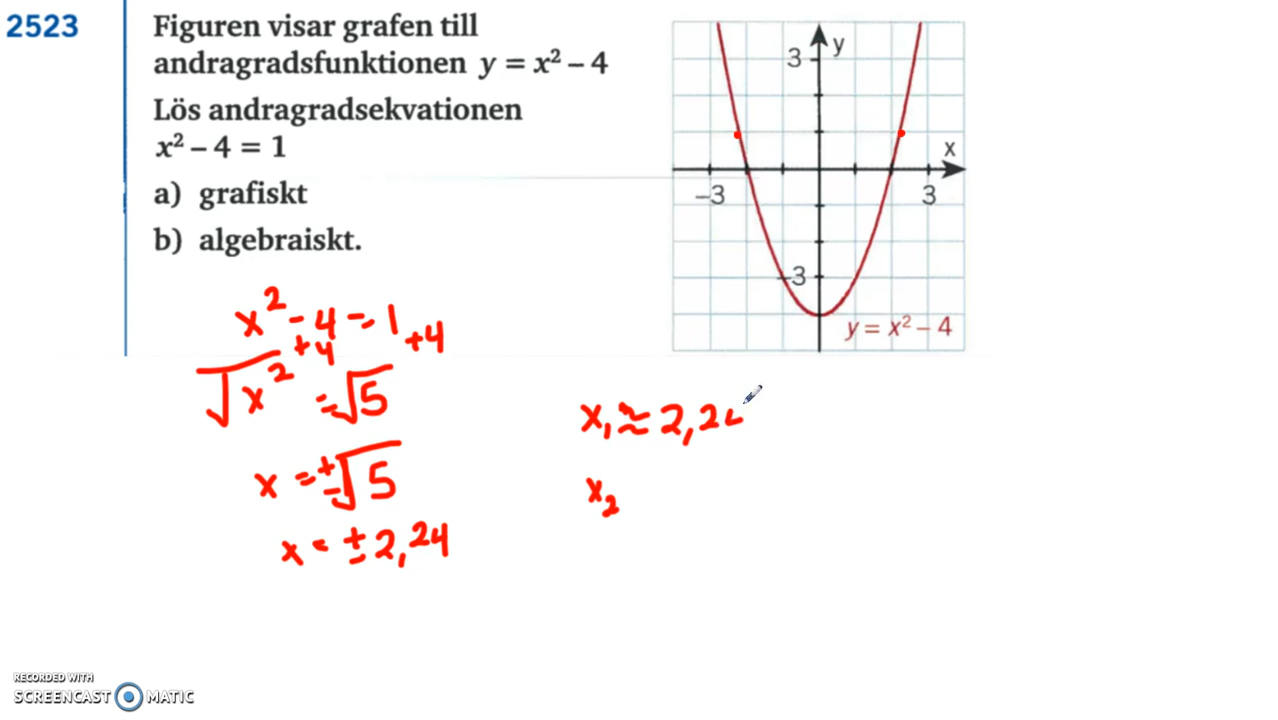 2523
Figuren visar grafen till
andragradsfunktionen y = x² – 4
Lös andragradsekvationen
x² – 4 = 1
a) grafiskt
b) algebraiskt.
y
3
x
–3
3
–3
y = x² – 4
x² – 4 = 1
+4 +4
√x² = √5
x = ±√5
x = ±2,24
x₁ ≈ 2,24
x₂
RECORDED WITH
SCREENCAST MATIC